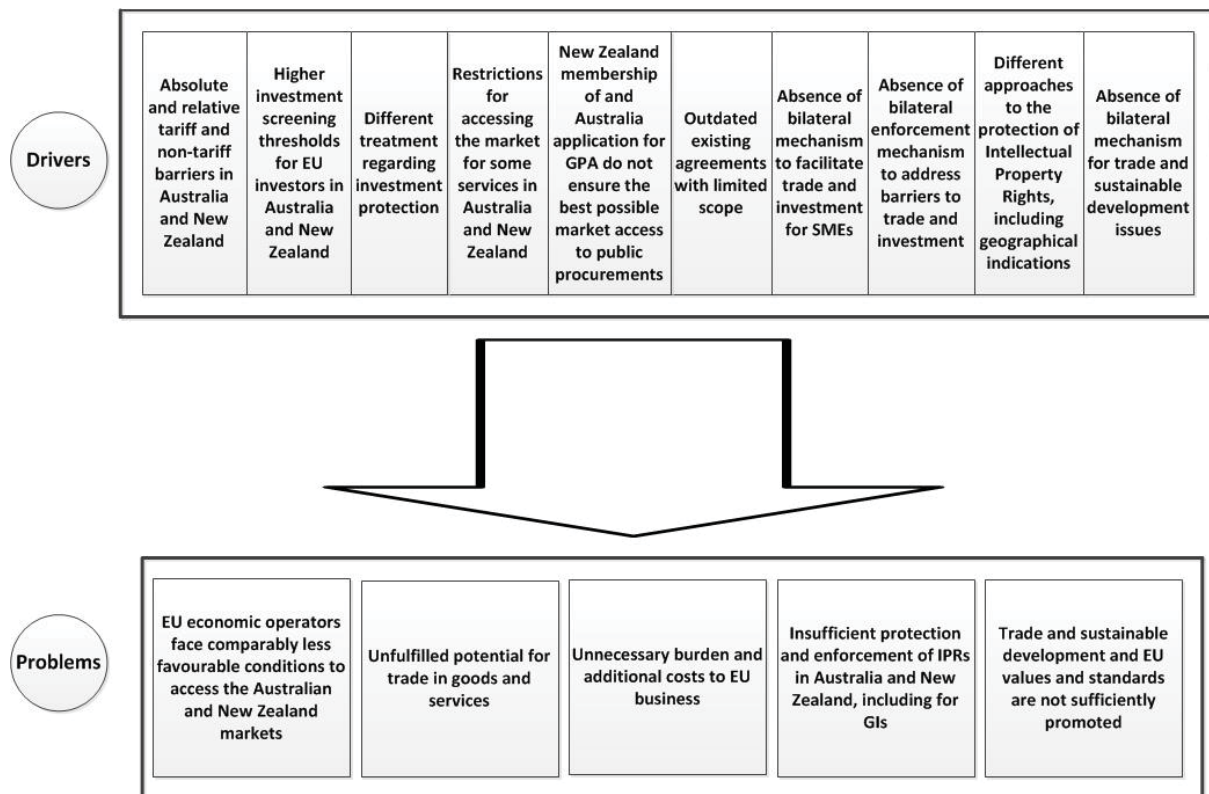 Drivers
Absolute
and relative
tariff and
non-tariff
barriers in
Australia
and New
Zealand
Higher
investment
screening
thresholds
for EU
investors in
Australia
and New
Zealand
Different
treatment
regarding
investment
protection
Restrictions
for
accessing
the market
for some
services in
Australia
and New
Zealand
New Zealand
membership
of and
Australia
application for
GPA do not
ensure the
best possible
market access
to public
procurements
Outdated
existing
agreements
with limited
scope
Absence of
bilateral
mechanism
to facilitate
trade and
investment
for SMEs
Absence of
bilateral
enforcement
mechanism
to address
barriers to
trade and
investment
Different
approaches
to the
protection of
Intellectual
Property
Rights,
including
geographical
indications
Absence of
bilateral
mechanism
for trade and
sustainable
development
issues
Problems
EU economic operators
face comparably less
favourable conditions to
access the Australian
and New Zealand
markets
Unfulfilled potential for
trade in goods and
services
Unnecessary burden and
additional costs to EU
business
Insufficient protection
and enforcement of IPRs
in Australia and New
Zealand, including for
GIs
Trade and sustainable
development and EU
values and standards
are not sufficiently
promoted